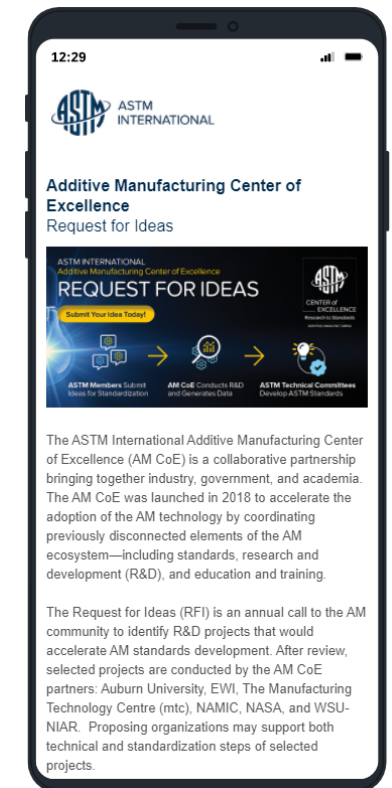 12:29
ASTM
ASTM
INTERNATIONAL
Additive Manufacturing Center of
Excellence
Request for Ideas
ASTM INTERNATIONAL
Additive Manufacturing Center of Excellence
REQUEST FOR IDEAS
Submit Your Idea Today!
ASTM
CENTER of
EXCELLENCE
Research to Standards
ADDITIVE MANUFACTURING
ASTM Members Submit
Ideas for Standardization
AM CoE Conducts R&D
and Generates Data
ASTM Technical Committees
Develop ASTM Standards
The ASTM International Additive Manufacturing Center
of Excellence (AM CoE) is a collaborative partnership
bringing together industry, government, and academia.
The AM CoE was launched in 2018 to accelerate the
adoption of the AM technology by coordinating
previously disconnected elements of the AM
ecosystem—including standards, research and
development (R&D), and education and training.
The Request for Ideas (RFI) is an annual call to the AM
community to identify R&D projects that would
accelerate AM standards development. After review,
selected projects are conducted by the AM CoE
partners: Auburn University, EWI, The Manufacturing
Technology Centre (mtc), NAMIC, NASA, and WSU-
NIAR. Proposing organizations may support both
technical and standardization steps of selected
projects.